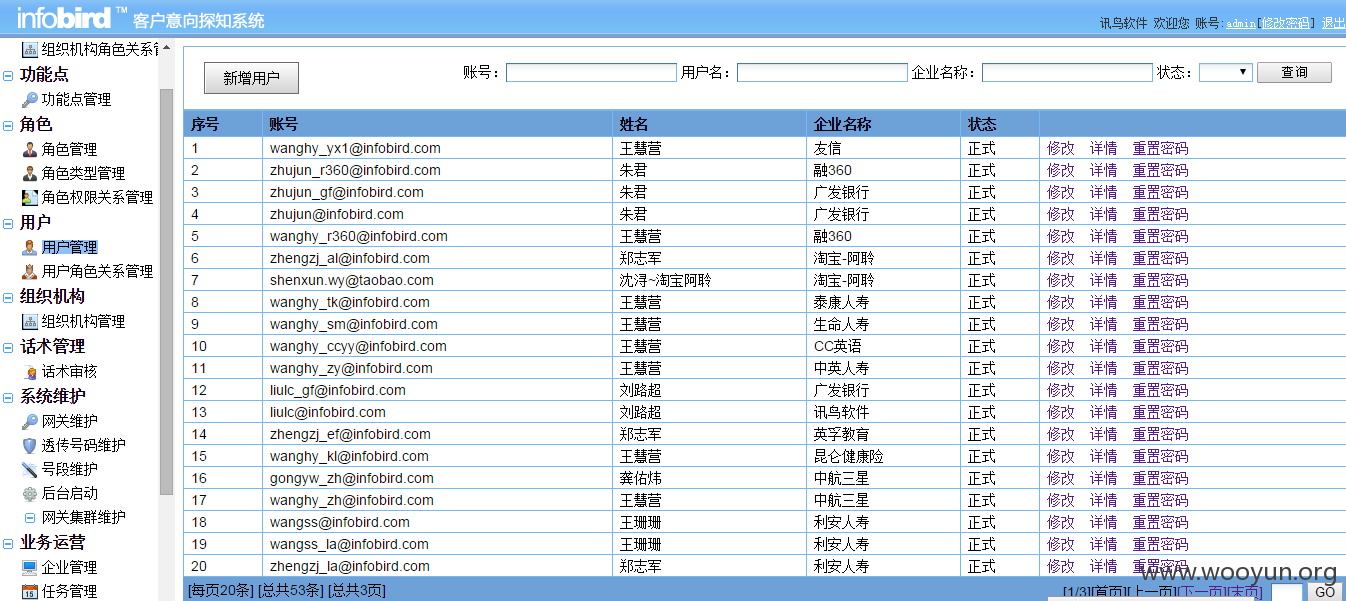 infobird™ 客户意向探知系统
讯鸟软件 欢迎您 账号:admin[修改密码] 退出
组织机构角色关系管
功能点
功能点管理
角色
角色管理
角色类型管理
角色权限关系管理
用户
用户管理
用户角色关系管理
组织机构
组织机构管理
话术管理
话术审核
系统维护
网关维护
透传号码维护
号段维护
后台启动
网关集群维护
业务运营
企业管理
任务管理
新增用户 账号： 用户名： 企业名称： 状态： 查询
序号 账号 姓名 企业名称 状态
1 wanghy_yx1@infobird.com 王慧营 友信 正式 修改 详情 重置密码
2 zhujun_r360@infobird.com 朱君 融360 正式 修改 详情 重置密码
3 zhujun_gf@infobird.com 朱君 广发银行 正式 修改 详情 重置密码
4 zhujun@infobird.com 朱君 广发银行 正式 修改 详情 重置密码
5 wanghy_r360@infobird.com 王慧营 融360 正式 修改 详情 重置密码
6 zhengzj_al@infobird.com 郑志军 淘宝-阿聆 正式 修改 详情 重置密码
7 shenxun.wy@taobao.com 沈浔~淘宝阿聆 淘宝-阿聆 正式 修改 详情 重置密码
8 wanghy_tk@infobird.com 王慧营 泰康人寿 正式 修改 详情 重置密码
9 wanghy_sm@infobird.com 王慧营 生命人寿 正式 修改 详情 重置密码
10 wanghy_ccyy@infobird.com 王慧营 CC英语 正式 修改 详情 重置密码
11 wanghy_zy@infobird.com 王慧营 中英人寿 正式 修改 详情 重置密码
12 liulc_gf@infobird.com 刘路超 广发银行 正式 修改 详情 重置密码
13 liulc@infobird.com 刘路超 讯鸟软件 正式 修改 详情 重置密码
14 zhengzj_ef@infobird.com 郑志军 英孚教育 正式 修改 详情 重置密码
15 wanghy_kl@infobird.com 王慧营 昆仑健康险 正式 修改 详情 重置密码
16 gongyw_zh@infobird.com 龚佑炜 中航三星 正式 修改 详情 重置密码
17 wanghy_zh@infobird.com 王慧营 中航三星 正式 修改 详情 重置密码
18 wangss@infobird.com 王珊珊 利安人寿 正式 修改 详情 重置密码
19 wangss_la@infobird.com 王珊珊 利安人寿 正式 修改 详情 重置密码
20 zhengzj_la@infobird.com 郑志军 利安人寿 正式 修改 详情 重置密码
[每页20条] [总共53条] [总共3页] [1/3][首页][上一页][下一页][末页] GO
www.wooyun.org